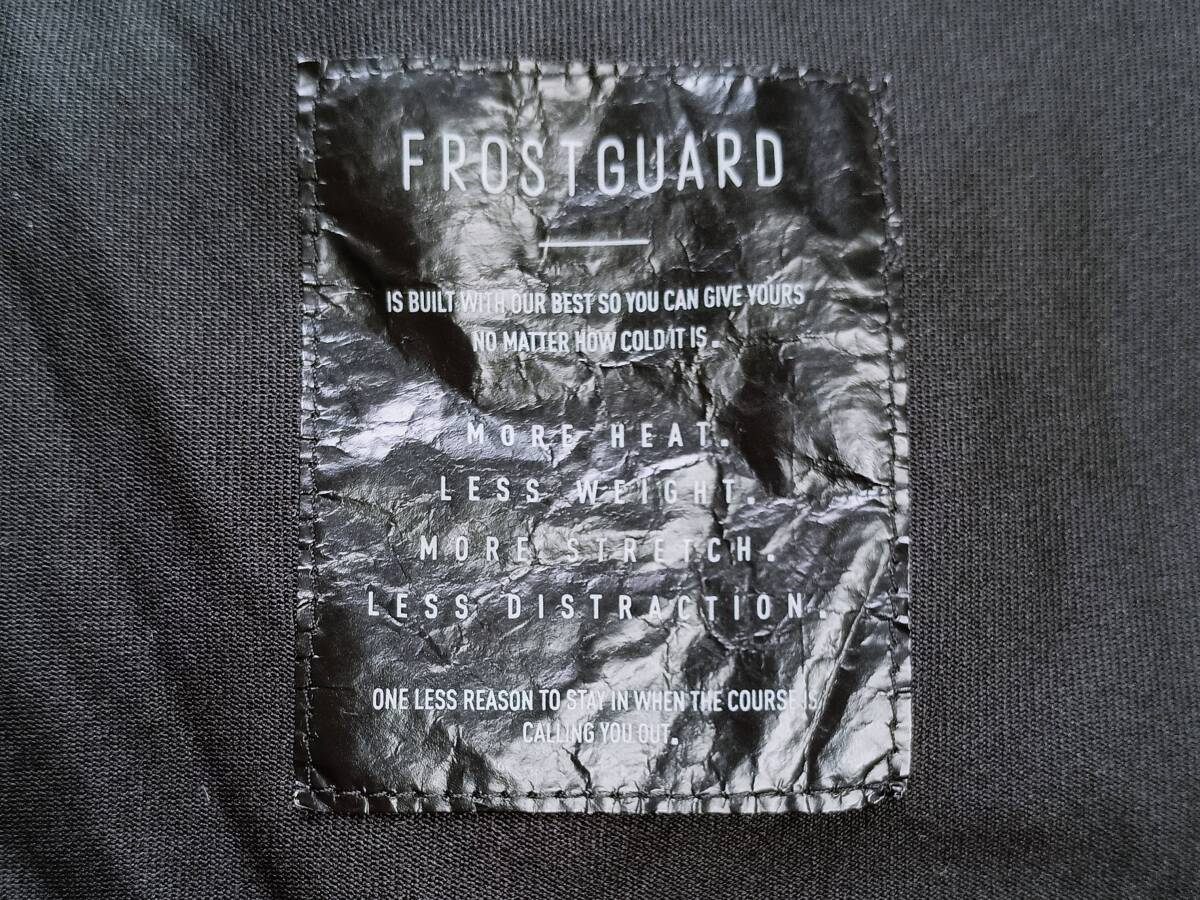 FROSTGUARD
IS BUILT WITH OUR BEST SO YOU CAN GIVE YOURS
NO MATTER HOW COLD IT IS.
MORE HEAT.
LESS WEIGHT.
MORE STRETCH.
LESS DISTRACTION.
ONE LESS REASON TO STAY IN WHEN THE COURSE IS
CALLING YOU OUT.